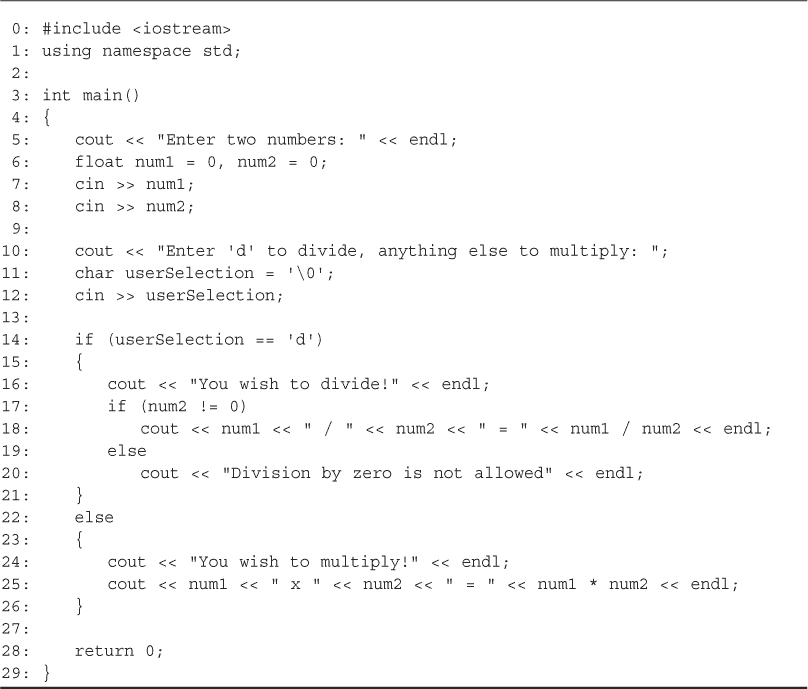 0: #include <iostream>
1: using namespace std;
2:
3: int main()
4: {
5:    cout << "Enter two numbers: " << endl;
6:    float num1 = 0, num2 = 0;
7:    cin >> num1;
8:    cin >> num2;
9:
10:    cout << "Enter 'd' to divide, anything else to multiply: ";
11:    char userSelection = '\0';
12:    cin >> userSelection;
13:
14:    if (userSelection == 'd')
15:    {
16:       cout << "You wish to divide!" << endl;
17:       if (num2 != 0)
18:          cout << num1 << " / " << num2 << " = " << num1 / num2 << endl;
19:       else
20:          cout << "Division by zero is not allowed" << endl;
21:    }
22:    else
23:    {
24:       cout << "You wish to multiply!" << endl;
25:       cout << num1 << " x " << num2 << " = " << num1 * num2 << endl;
26:    }
27:
28:    return 0;
29: }